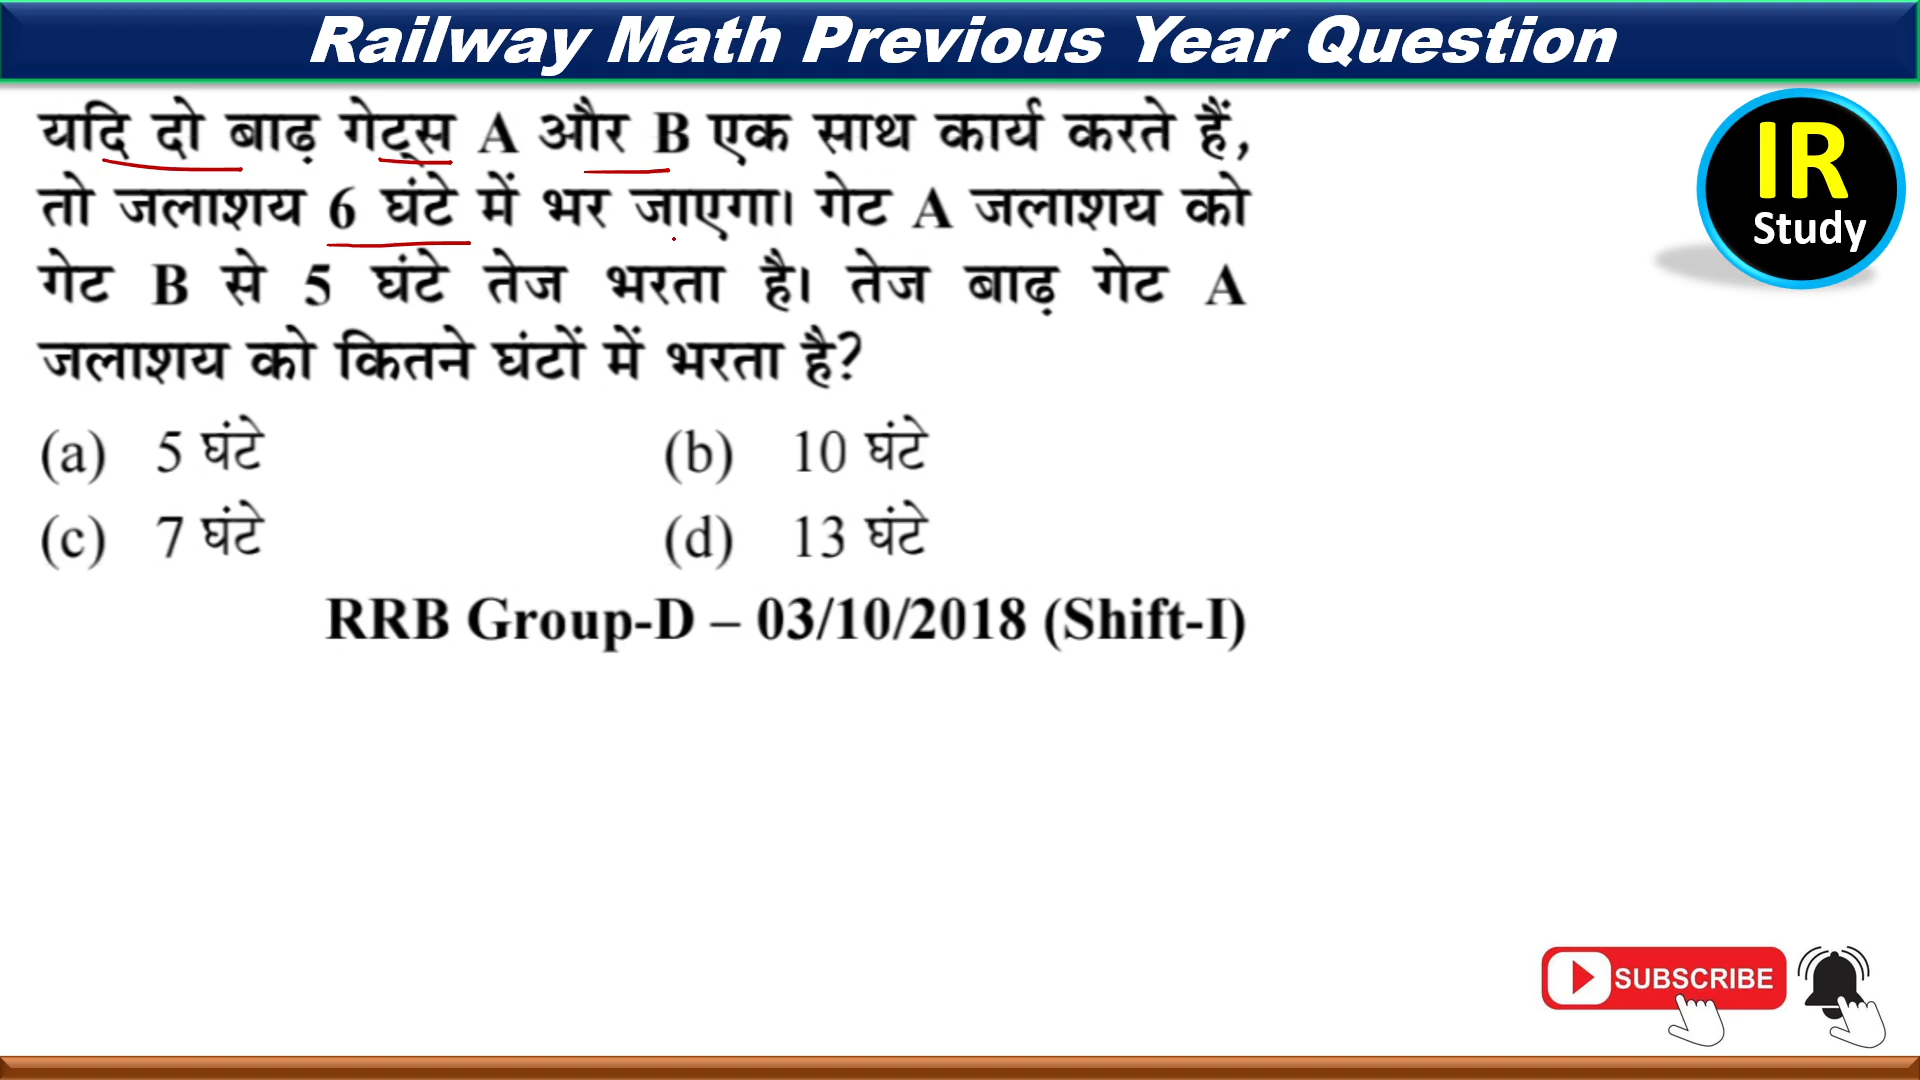 Railway Math Previous Year Question
यदि दो बाढ़ गेट्स A और B एक साथ कार्य करते हैं,
तो जलाशय 6 घंटे में भर जाएगा। गेट A जलाशय को
गेट B से 5 घंटे तेज भरता है। तेज बाढ़ गेट A
जलाशय को कितने घंटों में भरता है?
(a) 5 घंटे (b) 10 घंटे
(c) 7 घंटे (d) 13 घंटे
RRB Group-D – 03/10/2018 (Shift-I)
IR
Study
SUBSCRIBE